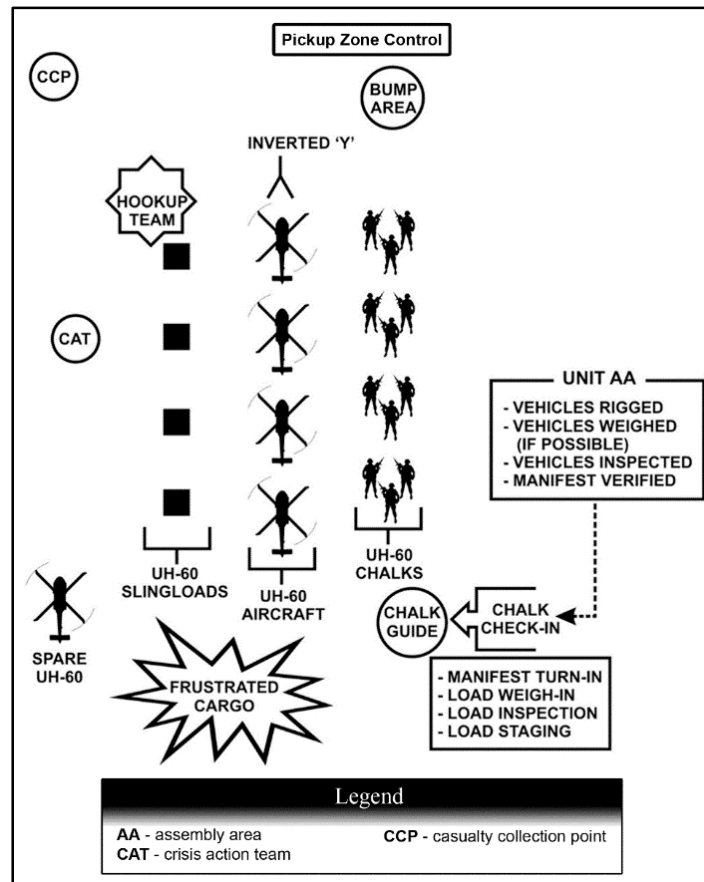 Pickup Zone Control
CCP
BUMP
AREA
INVERTED ‘Y’
HOOKUP
TEAM
CAT
UNIT AA
- VEHICLES RIGGED
- VEHICLES WEIGHED
(IF POSSIBLE)
- VEHICLES INSPECTED
- MANIFEST VERIFIED
UH-60
SLINGLOADS
UH-60
AIRCRAFT
UH-60
CHALKS
SPARE
UH-60
FRUSTRATED
CARGO
CHALK
GUIDE
CHALK
CHECK-IN
- MANIFEST TURN-IN
- LOAD WEIGH-IN
- LOAD INSPECTION
- LOAD STAGING
Legend
AA - assembly area
CAT - crisis action team
CCP - casualty collection point